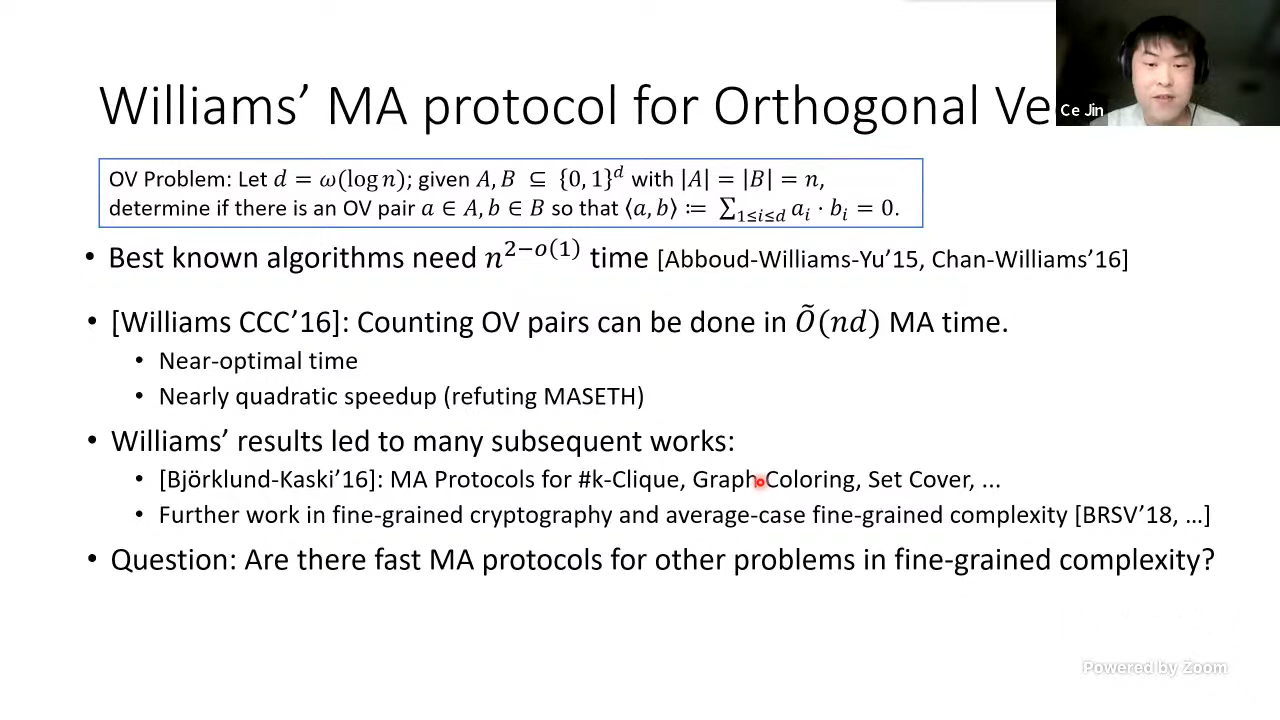 Williams’ MA protocol for Orthogonal Ve
Ce Jin
OV Problem: Let d = ω(log n); given A, B ⊆ {0,1}^d with |A| = |B| = n,
determine if there is an OV pair a ∈ A, b ∈ B so that ⟨a, b⟩ ≔ ∑_{1≤i≤d} a_i · b_i = 0.
• Best known algorithms need n^{2−o(1)} time [Abboud-Williams-Yu’15, Chan-Williams’16]
• [Williams CCC’16]: Counting OV pairs can be done in Õ(nd) MA time.
• Near-optimal time
• Nearly quadratic speedup (refuting MASETH)
• Williams’ results led to many subsequent works:
• [Björklund-Kaski’16]: MA Protocols for #k-Clique, Graph Coloring, Set Cover, ...
• Further work in fine-grained cryptography and average-case fine-grained complexity [BRSV’18, …]
• Question: Are there fast MA protocols for other problems in fine-grained complexity?
Powered by Zoom